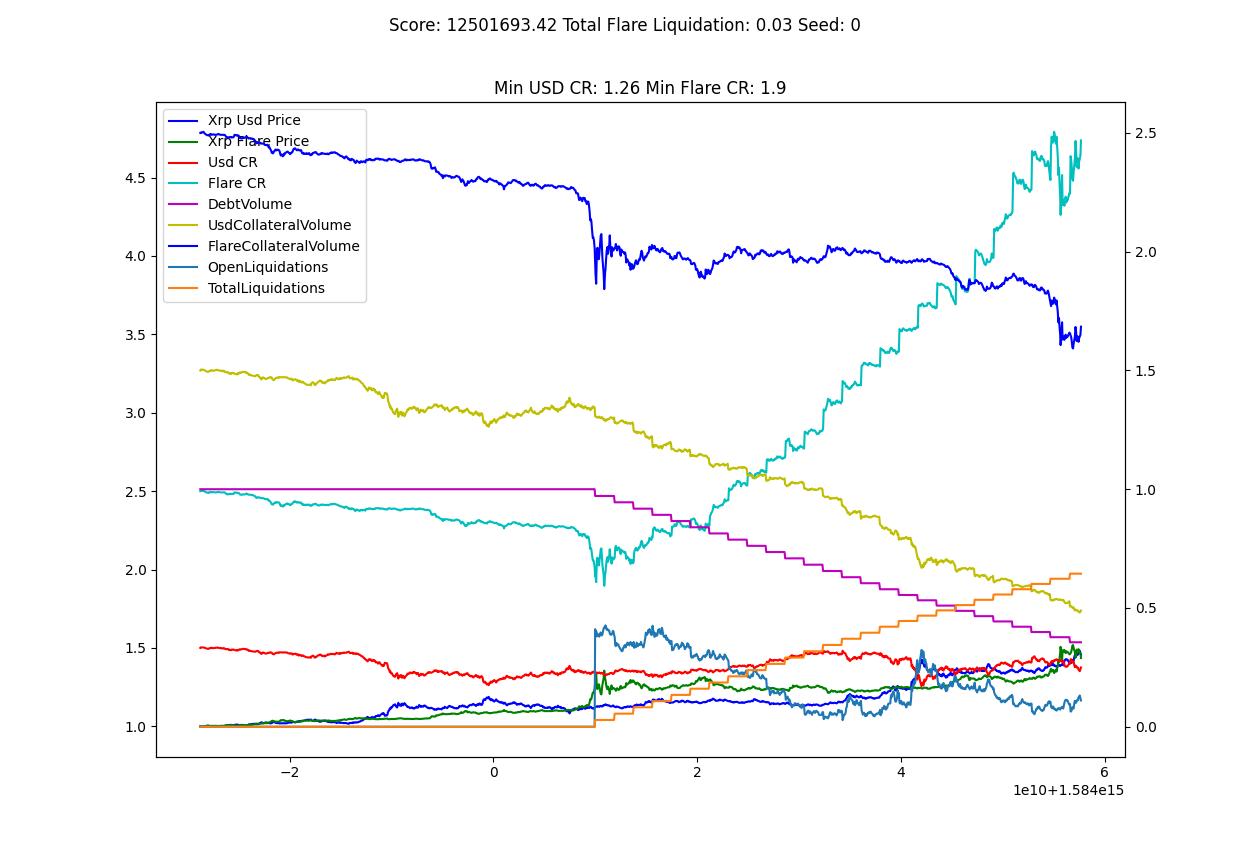 Score: 12501693.42 Total Flare Liquidation: 0.03 Seed: 0
Min USD CR: 1.26 Min Flare CR: 1.9
Xrp Usd Price
Xrp Flare Price
Usd CR
Flare CR
DebtVolume
UsdCollateralVolume
FlareCollateralVolume
OpenLiquidations
TotalLiquidations
4.5
4.0
3.5
3.0
2.5
2.0
1.5
1.0
2.5
2.0
1.5
1.0
0.5
0.0
−2 0 2 4 6
1e10+1.584e15